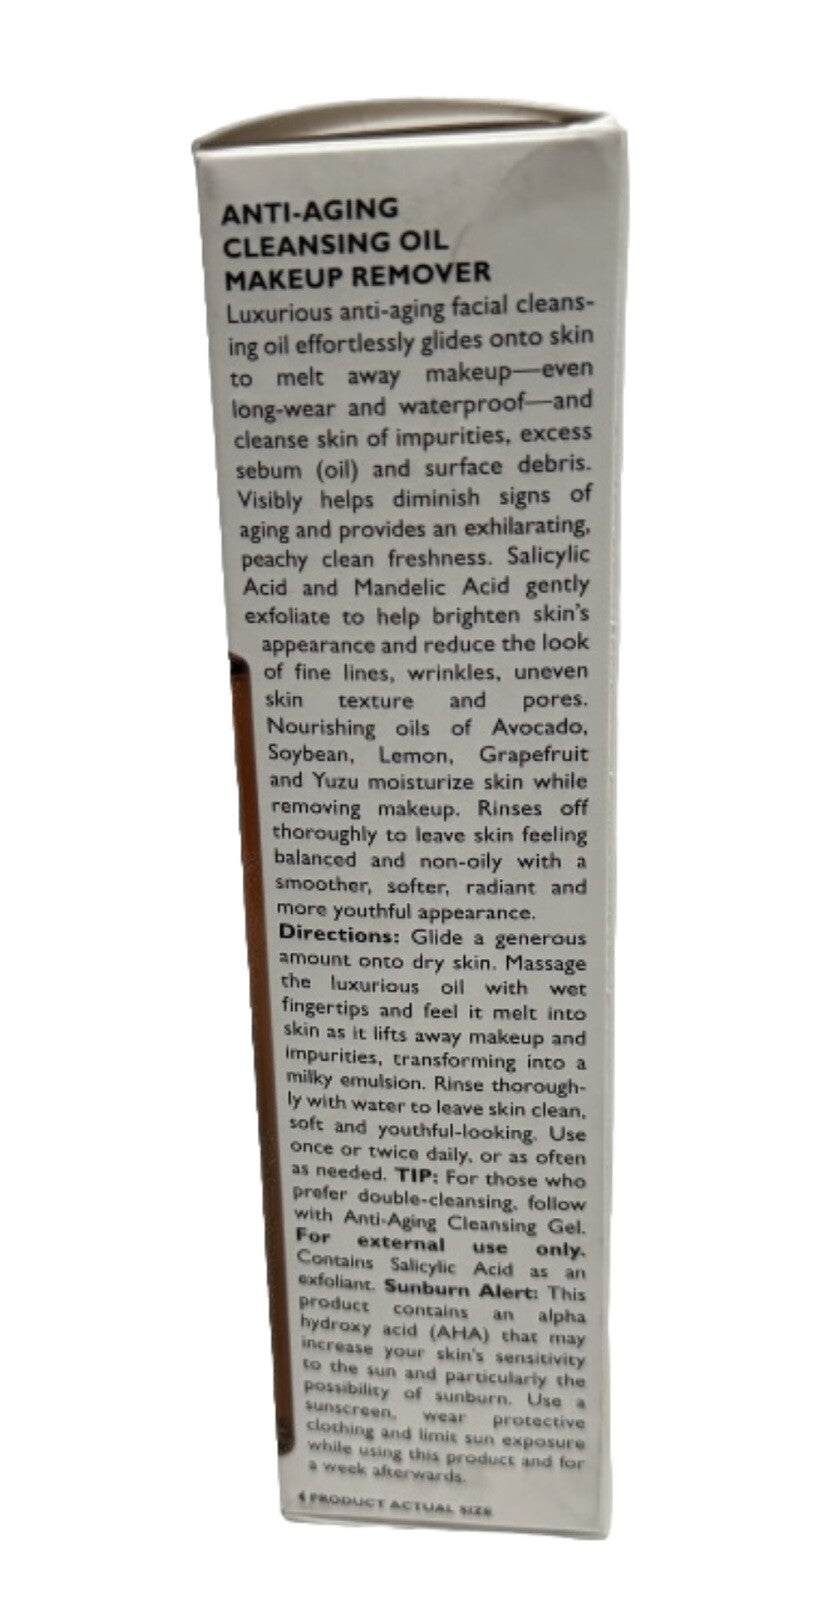 ANTI-AGING
CLEANSING OIL
MAKEUP REMOVER
Luxurious anti-aging facial cleans-
ing oil effortlessly glides onto skin
to melt away makeup—even
long-wear and waterproof—and
cleanse skin of impurities, excess
sebum (oil) and surface debris.
Visibly helps diminish signs of
aging and provides an exhilarating,
peachy clean freshness. Salicylic
Acid and Mandelic Acid gently
exfoliate to help brighten skin's
appearance and reduce the look
of fine lines, wrinkles, uneven
skin texture and pores.
Nourishing oils of Avocado,
Soybean, Lemon, Grapefruit
and Yuzu moisturize skin while
removing makeup. Rinses off
thoroughly to leave skin feeling
balanced and non-oily with a
smoother, softer, radiant and
more youthful appearance.
Directions: Glide a generous
amount onto dry skin. Massage
the luxurious oil with wet
fingertips and feel it melt into
skin as it lifts away makeup and
impurities, transforming into a
milky emulsion. Rinse thorough-
ly with water to leave skin clean,
soft and youthful-looking. Use
once or twice daily, or as often
as needed. TIP: For those who
prefer double-cleansing, follow
with Anti-Aging Cleansing Gel.
For external use only.
Contains Salicylic Acid as an
exfoliant. Sunburn Alert: This
product contains an alpha
hydroxy acid (AHA) that may
increase your skin's sensitivity
to the sun and particularly the
possibility of sunburn. Use a
sunscreen, wear protective
clothing and limit sun exposure
while using this product and for
a week afterwards.
PRODUCT ACTUAL SIZE